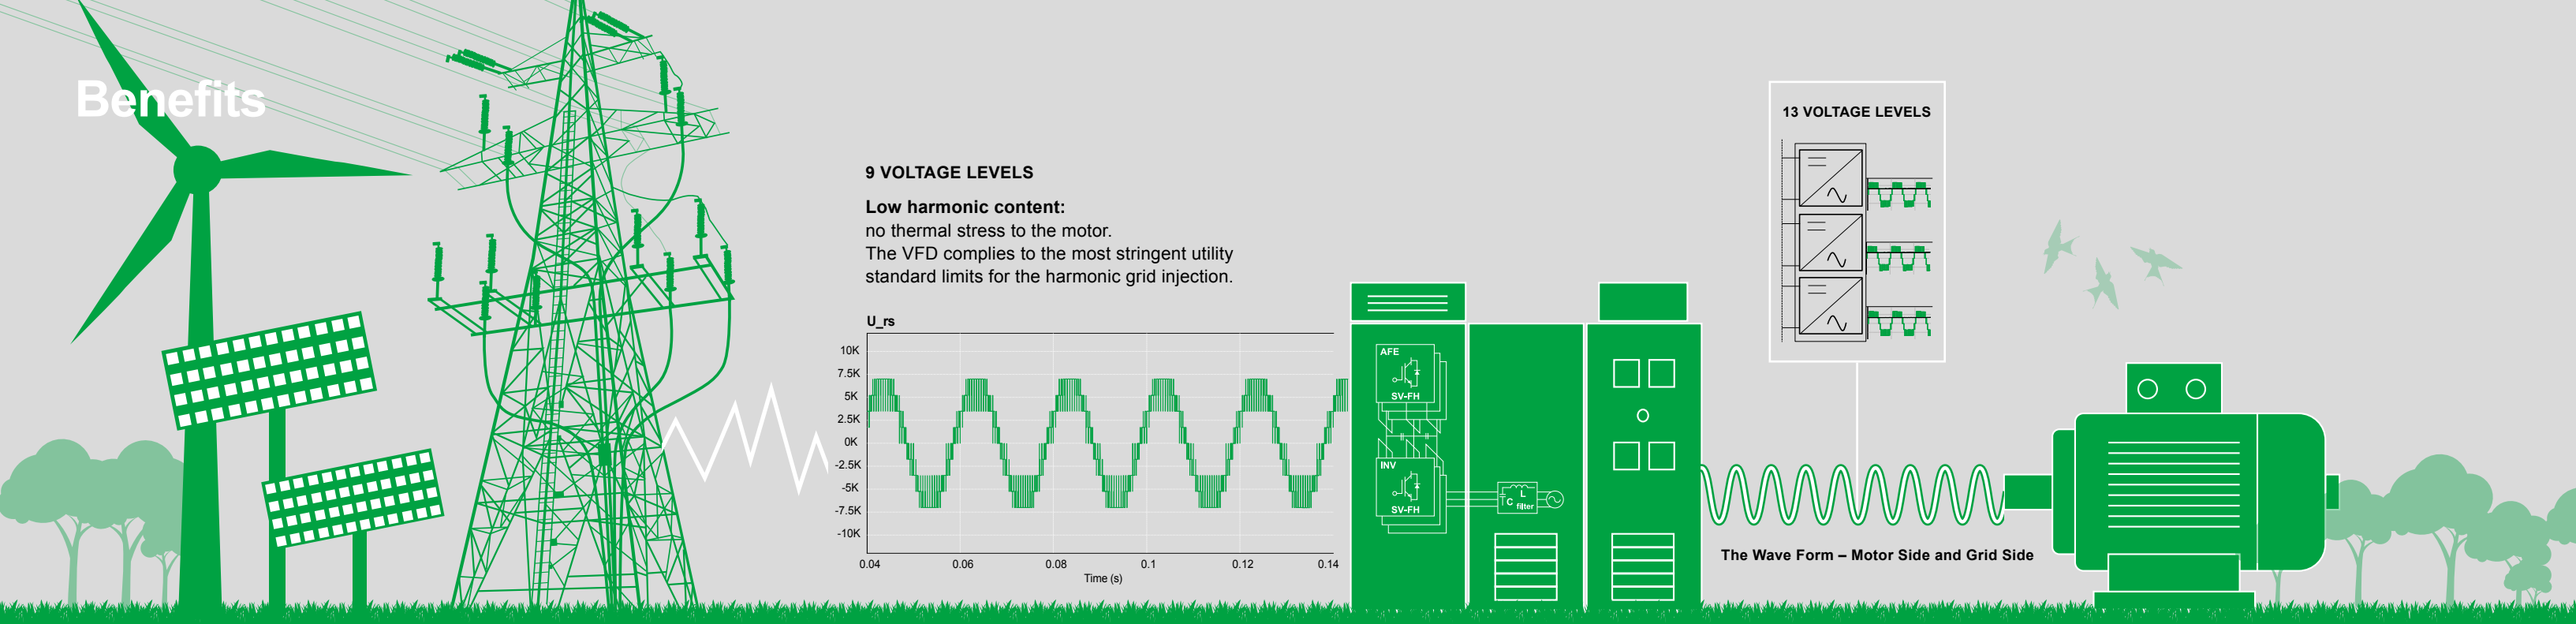 Benefits
9 VOLTAGE LEVELS
Low harmonic content:
no thermal stress to the motor.
The VFD complies to the most stringent utility
standard limits for the harmonic grid injection.
U_rs
10K
7.5K
5K
2.5K
0K
-2.5K
-5K
-7.5K
-10K
0.04 0.06 0.08 0.1 0.12 0.14
Time (s)
AFE
SV-FH
INV
SV-FH
L
C
filter
13 VOLTAGE LEVELS
The Wave Form – Motor Side and Grid Side